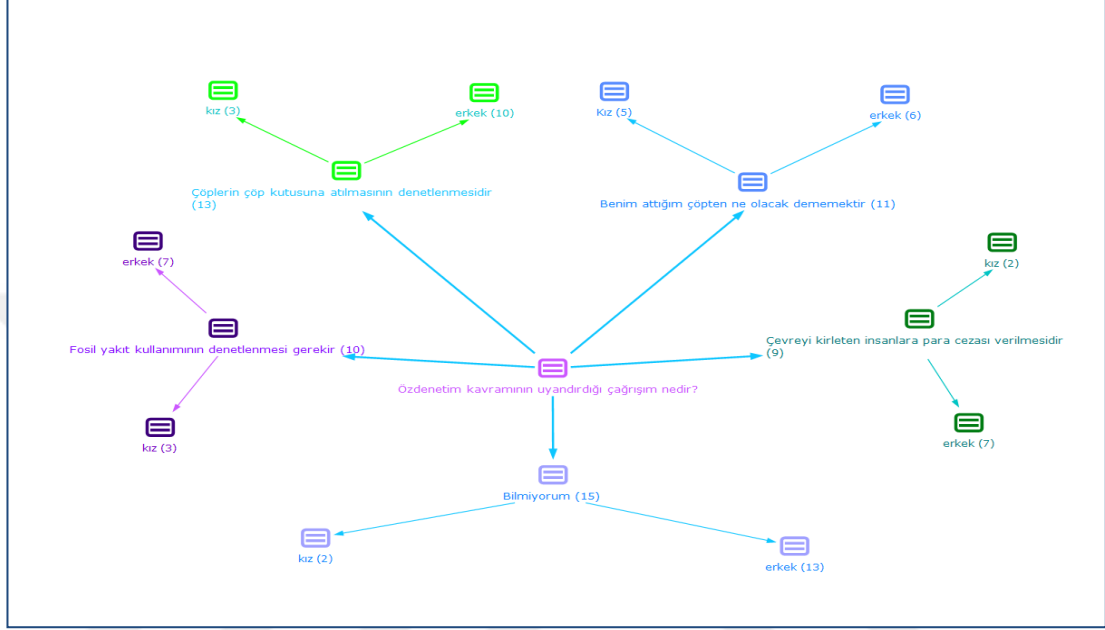 kız (3)
erkek (10)
Kız (5)
erkek (6)
Çöplerin çöp kutusuna atılmasının denetlenmesidir
(13)
Benim attığım çöpten ne olacak dememektir (11)
erkek (7)
kız (2)
Fosil yakıt kullanımının denetlenmesi gerekir (10)
Çevreyi kirleten insanlara para cezası verilmesidir
(9)
Özdenetim kavramının uyandırdığı çağrışım nedir?
kız (3)
erkek (7)
Bilmiyorum (15)
kız (2)
erkek (13)